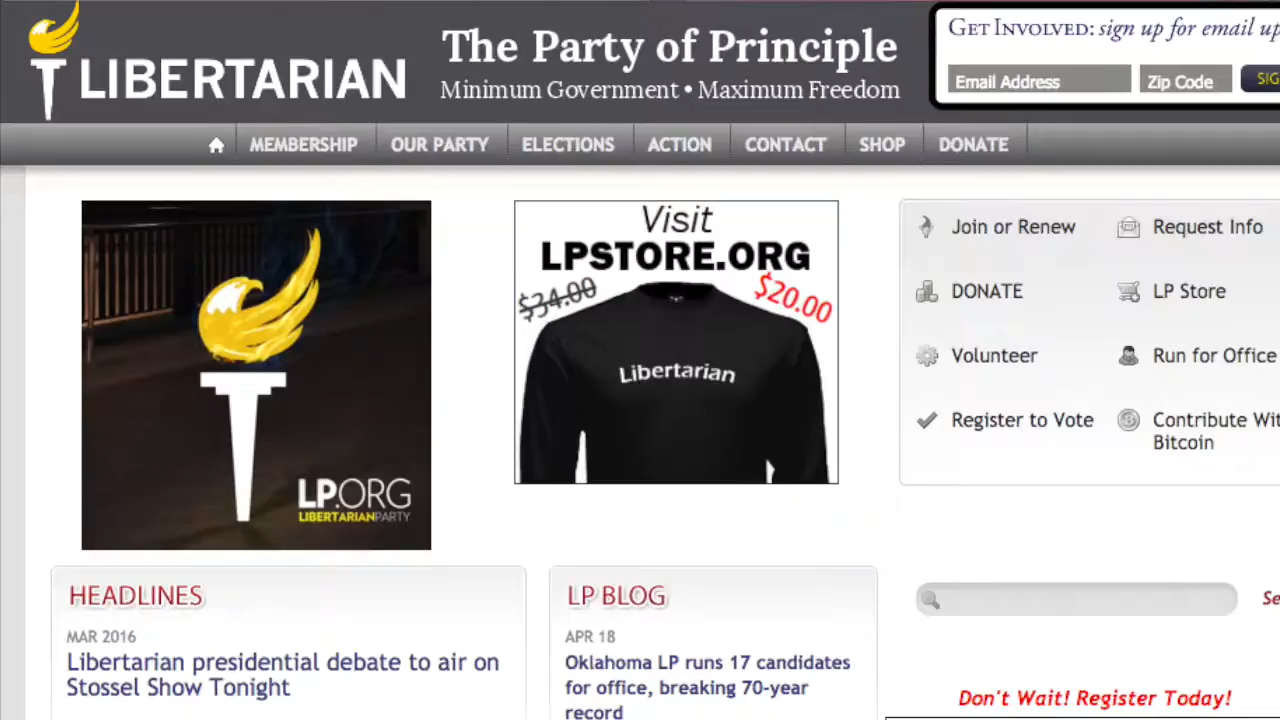 LIBERTARIAN
The Party of Principle
Minimum Government • Maximum Freedom
GET INVOLVED: sign up for email
Email Address
Zip Code
MEMBERSHIP
OUR PARTY
ELECTIONS
ACTION
CONTACT
SHOP
DONATE
LP.ORG
LIBERTARIANPARTY
Visit
LPSTORE.ORG
$34.00
$20.00
Libertarian
Join or Renew
Request Info
DONATE
LP Store
Volunteer
Run for Office
Register to Vote
Contribute
Bitcoin
HEADLINES
MAR 2016
Libertarian presidential debate to air on
Stossel Show Tonight
LP BLOG
APR 18
Oklahoma LP runs 17 candidates
for office, breaking 70-year
record
Don't Wait! Register Today!